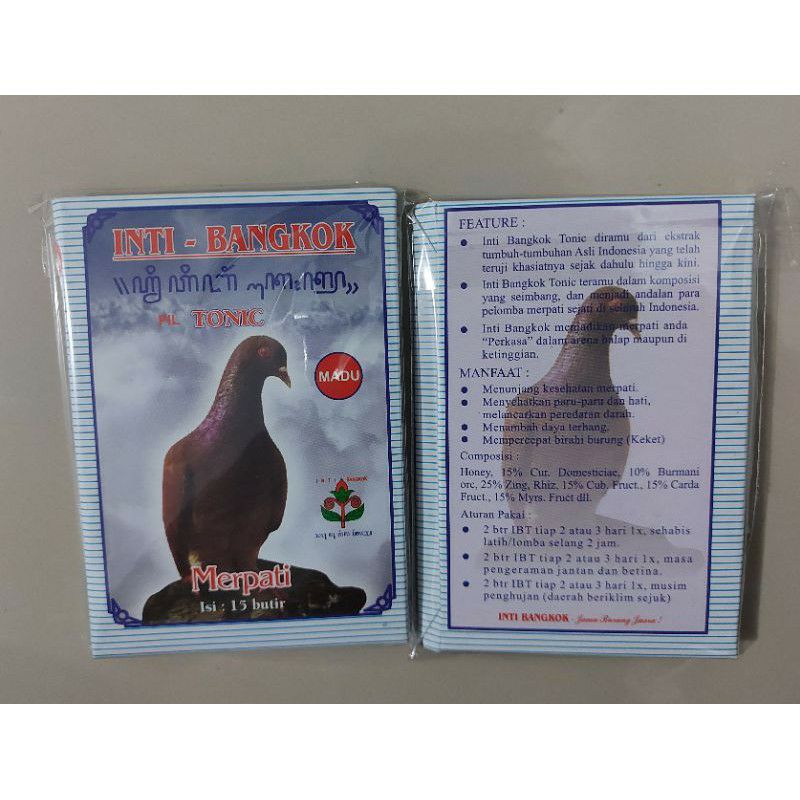 INTI - BANGKOK
PIL TONIC
MADU
INTI - BANGKOK
Merpati
Isi : 15 butir
FEATURE :
• Inti Bangkok Tonic diramu dari ekstrak
tumbuh-tumbuhan Asli Indonesia yang telah
teruji khasiatnya sejak dahulu hingga kini.
• Inti Bangkok Tonic teramu dalam komposisi
yang seimbang, dan menjadi andalan para
pelomba merpati sejati di seluruh Indonesia.
• Inti Bangkok menjadikan merpati anda
“Perkasa” dalam arena balap maupun di
ketinggian.
MANFAAT :
• Menunjang kesehatan merpati.
• Menyehatkan paru-paru dan hati,
melancarkan peredaran darah.
• Menambah daya terbang.
• Mempercepat birahi burung (Keket)
Composisi :
Honey, 15% Cur. Domesticiae, 10% Burmani
orc, 25% Zing, Rhiz, 15% Cub, Fruct., 15% Carda
Fruct., 15% Myrs. Fruct dll.
Aturan Pakai :
• 2 btr IBT tiap 2 atau 3 hari 1x, sehabis
latih/lomba selang 2 jam.
• 2 btr IBT tiap 2 atau 3 hari 1x, masa
pengeraman jantan dan betina.
• 2 btr IBT tiap 2 atau 3 hari 1x, musim
penghujan (daerah beriklim sejuk)
INTI BANGKOK - Jamu Burung Juara !